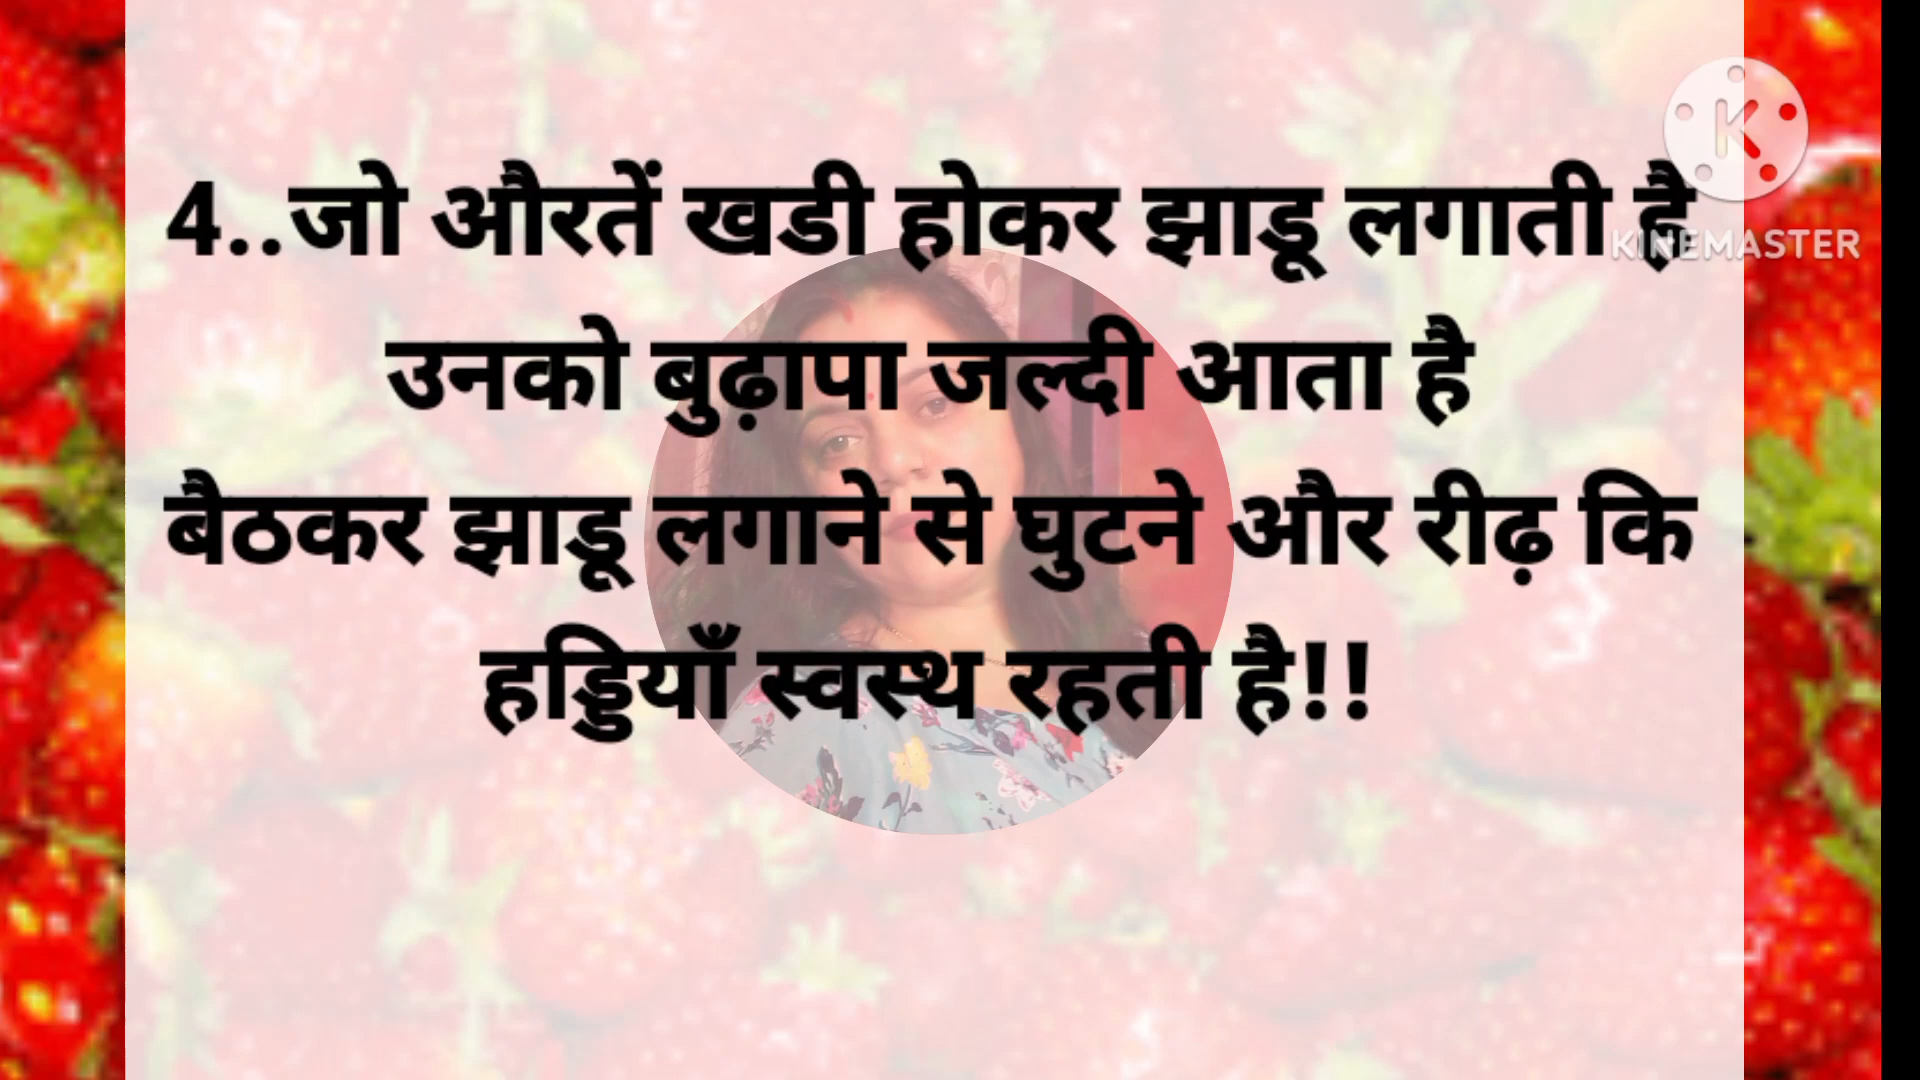 4..जो औरतें खडी होकर झाडू लगाती है
उनको बुढ़ापा जल्दी आता है
बैठकर झाडू लगाने से घुटने और रीढ़ कि
हड्डियाँ स्वस्थ रहती है!!
K
KINEMASTER